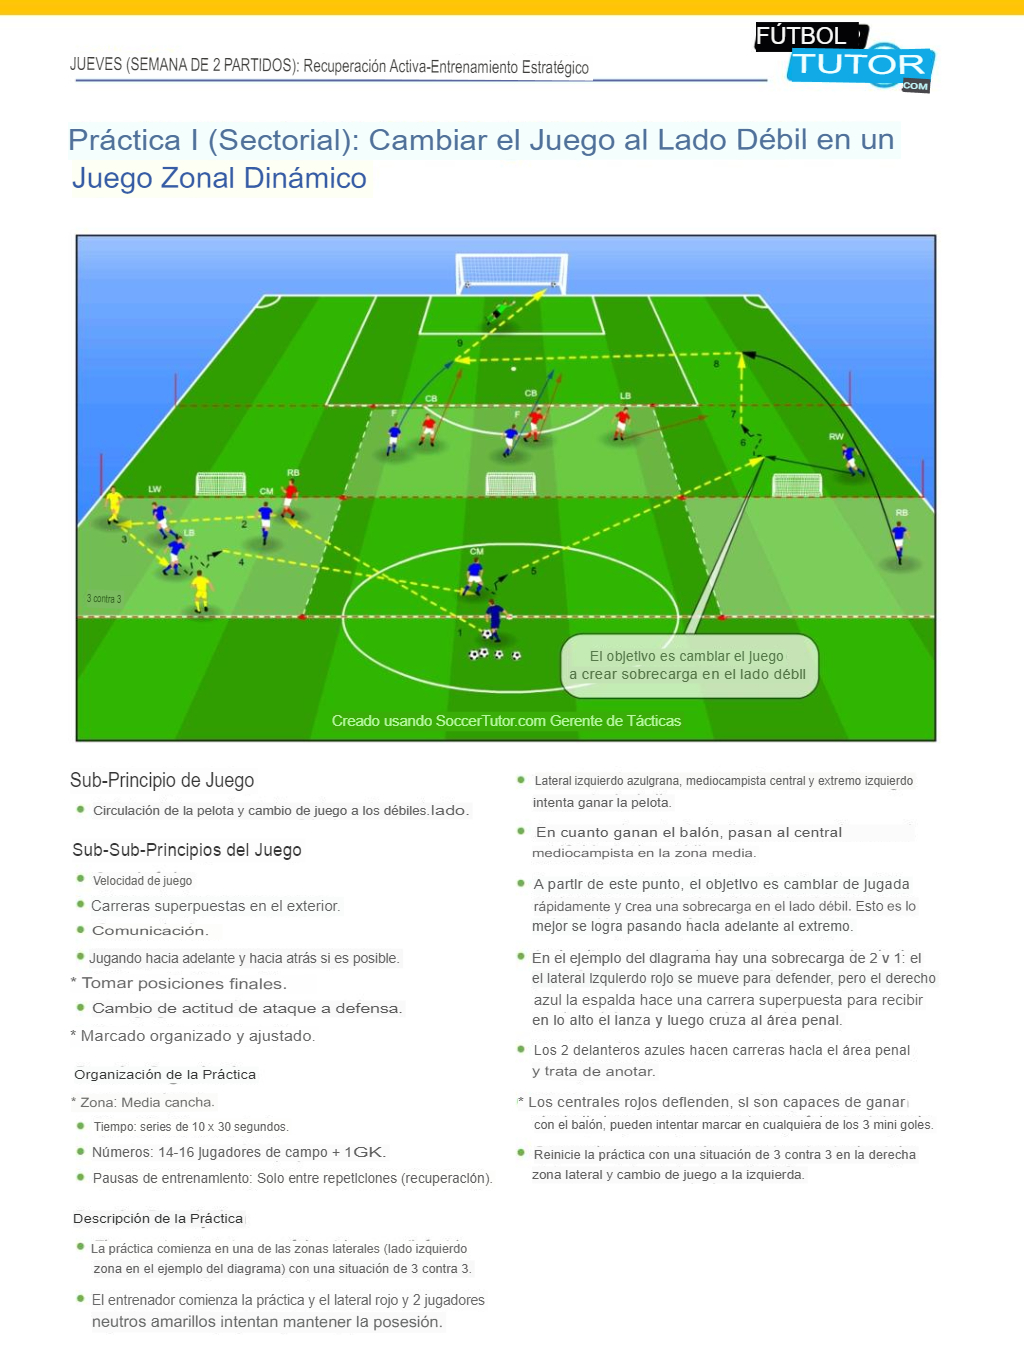 FÚTBOL
TUTOR
.COM
JUEVES (SEMANA DE 2 PARTIDOS): Recuperación Activa-Entrenamiento Estratégico
Práctica I (Sectorial): Cambiar el Juego al Lado Débil en un
Juego Zonal Dinámico
9
8
CB
CB
LB
F
F
7
6
RW
RB
LW
CM
RB
2
LB
3
4
CM
5
3 contra 3
1
El objetivo es cambiar el juego
a crear sobrecarga en el lado débil
Creado usando SoccerTutor.com Gerente de Tácticas
Sub-Principio de Juego
Circulación de la pelota y cambio de juego a los débiles.lado.
Sub-Sub-Principios del Juego
Velocidad de juego
Carreras superpuestas en el exterior.
Comunicación.
Jugando hacia adelante y hacia atrás si es posible.
* Tomar posiciones finales.
Cambio de actitud de ataque a defensa.
* Marcado organizado y ajustado.
Organización de la Práctica
* Zona: Media cancha.
Tiempo: series de 10 x 30 segundos.
Números: 14-16 jugadores de campo + 1GK.
Pausas de entrenamiento: Solo entre repeticiones (recuperación).
Descripción de la Práctica
La práctica comienza en una de las zonas laterales (lado izquierdo
zona en el ejemplo del diagrama) con una situación de 3 contra 3.
El entrenador comienza la práctica y el lateral rojo y 2 jugadores
neutros amarillos intentan mantener la posesión.
Lateral izquierdo azulgrana, mediocampista central y extremo izquierdo
intenta ganar la pelota.
En cuanto ganan el balón, pasan al central
mediocampista en la zona media.
A partir de este punto, el objetivo es cambiar de jugada
rápidamente y crea una sobrecarga en el lado débil. Esto es lo
mejor se logra pasando hacia adelante al extremo.
En el ejemplo del diagrama hay una sobrecarga de 2 v 1: el
el lateral Izquierdo rojo se mueve para defender, pero el derecho
azul la espalda hace una carrera superpuesta para recibir
en lo alto el lanza y luego cruza al área penal.
Los 2 delanteros azules hacen carreras hacia el área penal
y trata de anotar.
* Los centrales rojos defienden, si son capaces de ganar
con el balón, pueden intentar marcar en cualquiera de los 3 mini goles.
Reinicie la práctica con una situación de 3 contra 3 en la derecha
zona lateral y cambio de juego a la izquierda.